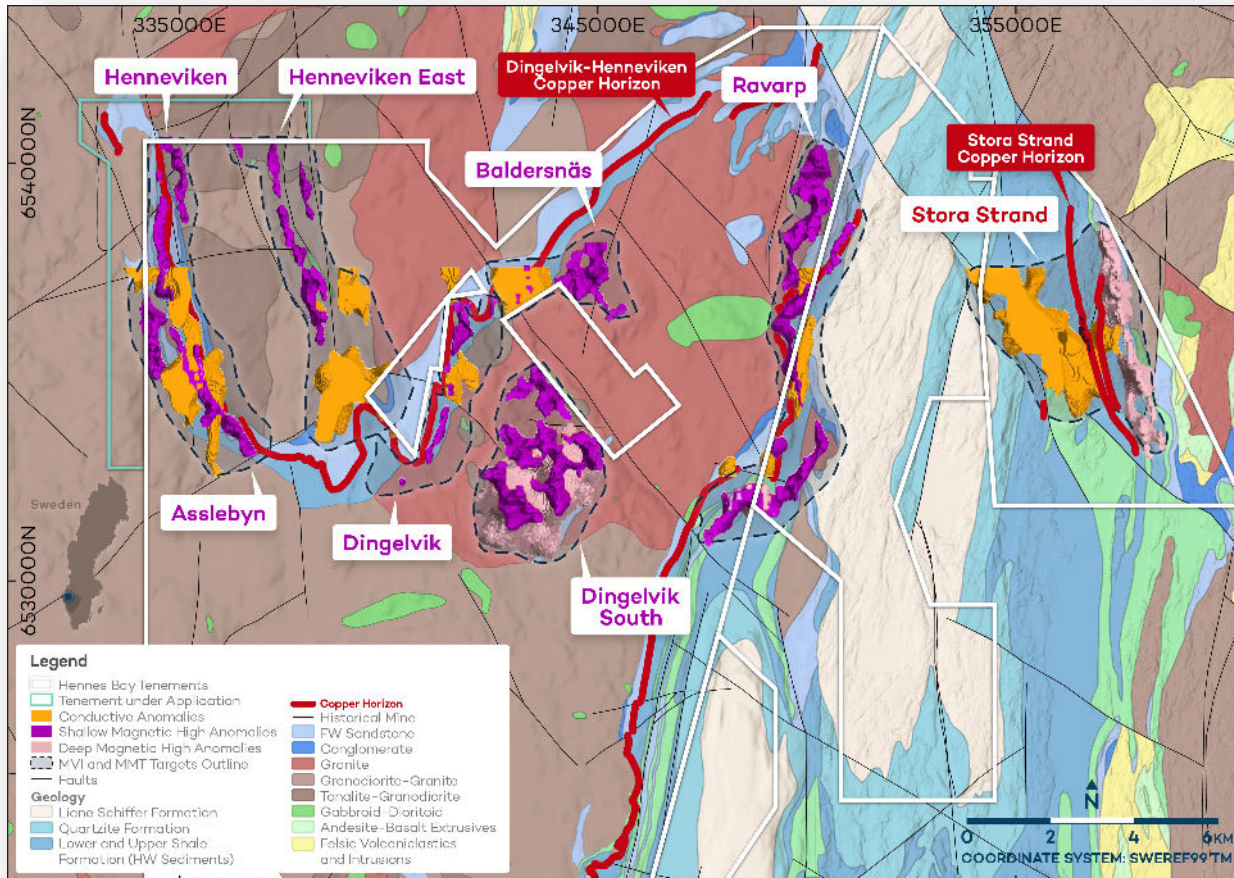 335000E
345000E
355000E
Henneviken
Henneviken East
Dingelvik-Henneviken
Copper Horizon
Ravarp
Stora Strand
Copper Horizon
6540000N
Baldersnäs
Stora Strand
Asslebyn
Dingelvik
Dingelvik
South
Sweden
6530000N
Legend
Hennes Bay Tenements
Tenement under Application
Conductive Anomalies
Shallow Magnetic High Anomalies
Deep Magnetic High Anomalies
MVI and MMT Targets Outline
Faults
Geology
Liane Schiffer Formation
Quartzite Formation
Lower and Upper Shale
Formation (HW Sediments)
Copper Horizon
Historical Mine
FW Sandstone
Conglomerate
Granite
Granodiorite-Granite
Tonalite-Granodiorite
Gabbroid-Dioritoid
Andesite-Basalt Extrusives
Felsic Volcaniclastics
and Intrusions
N
0 2 4 6KM
COORDINATE SYSTEM: SWEREF99'TM